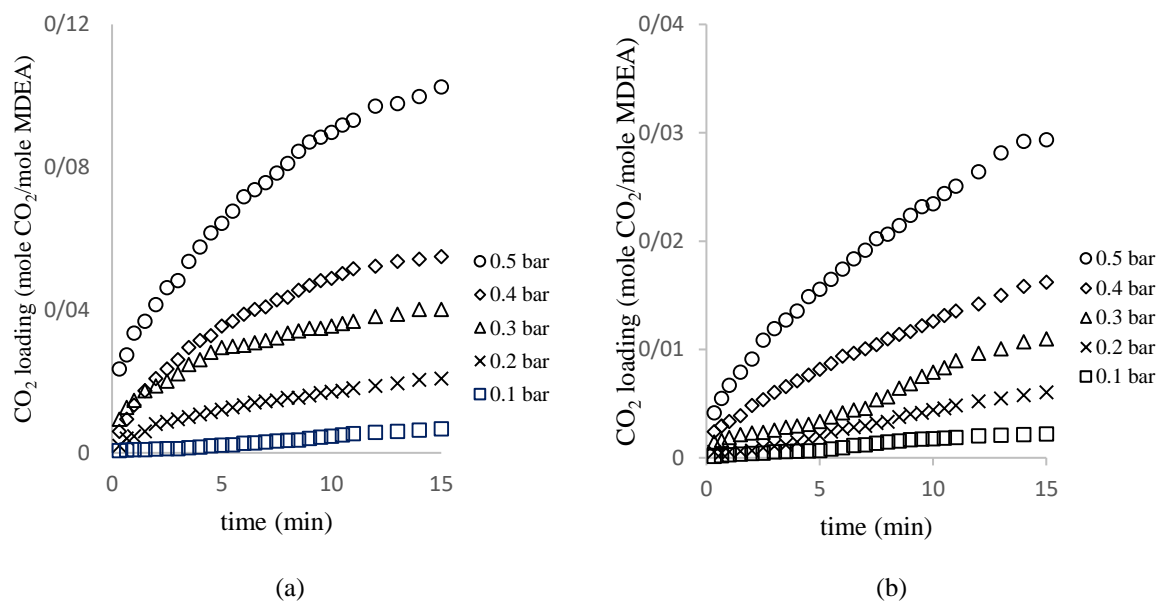 0/12
0/08
0/04
0
0 5 10 15
CO2 loading (mole CO2/mole MDEA)
time (min)
0.5 bar
0.4 bar
0.3 bar
0.2 bar
0.1 bar
(a)
0/04
0/03
0/02
0/01
0
0 5 10 15
CO2 loading (mole CO2/mole MDEA)
time (min)
0.5 bar
0.4 bar
0.3 bar
0.2 bar
0.1 bar
(b)